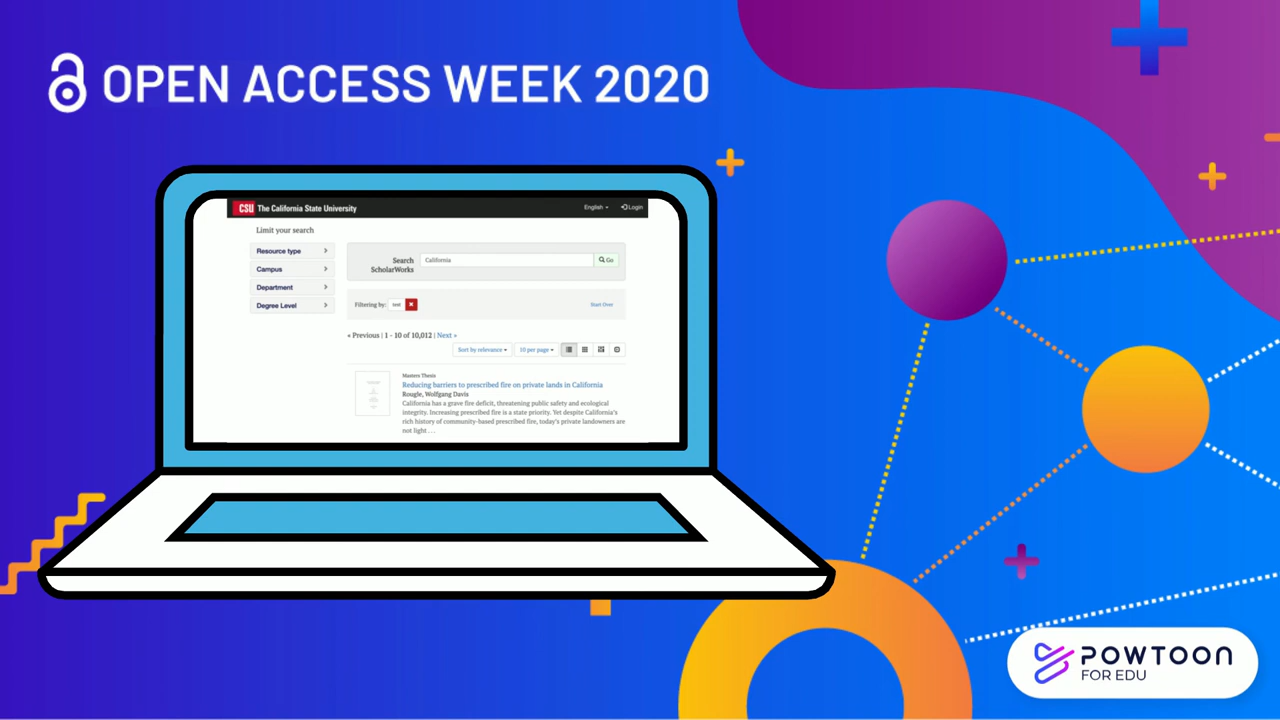 OPEN ACCESS WEEK 2020
CSU The California State University
English
Login
Limit your search
Resource type
Campus
Department
Degree Level
Search
ScholarWorks
California
Go
Filtering by:
text
Start Over
« Previous | 1 - 10 of 10,012 | Next »
Sort by relevance
10 per page
Masters Thesis
Reducing barriers to prescribed fire on private lands in California
Rougle, Wolfgang Davis
California has a grave fire deficit, threatening public safety and ecological
integrity. Increasing prescribed fire is a state priority. Yet despite California's
rich history of community-based prescribed fire, today's private landowners are
not light . . .
POWTOON
FOR EDU